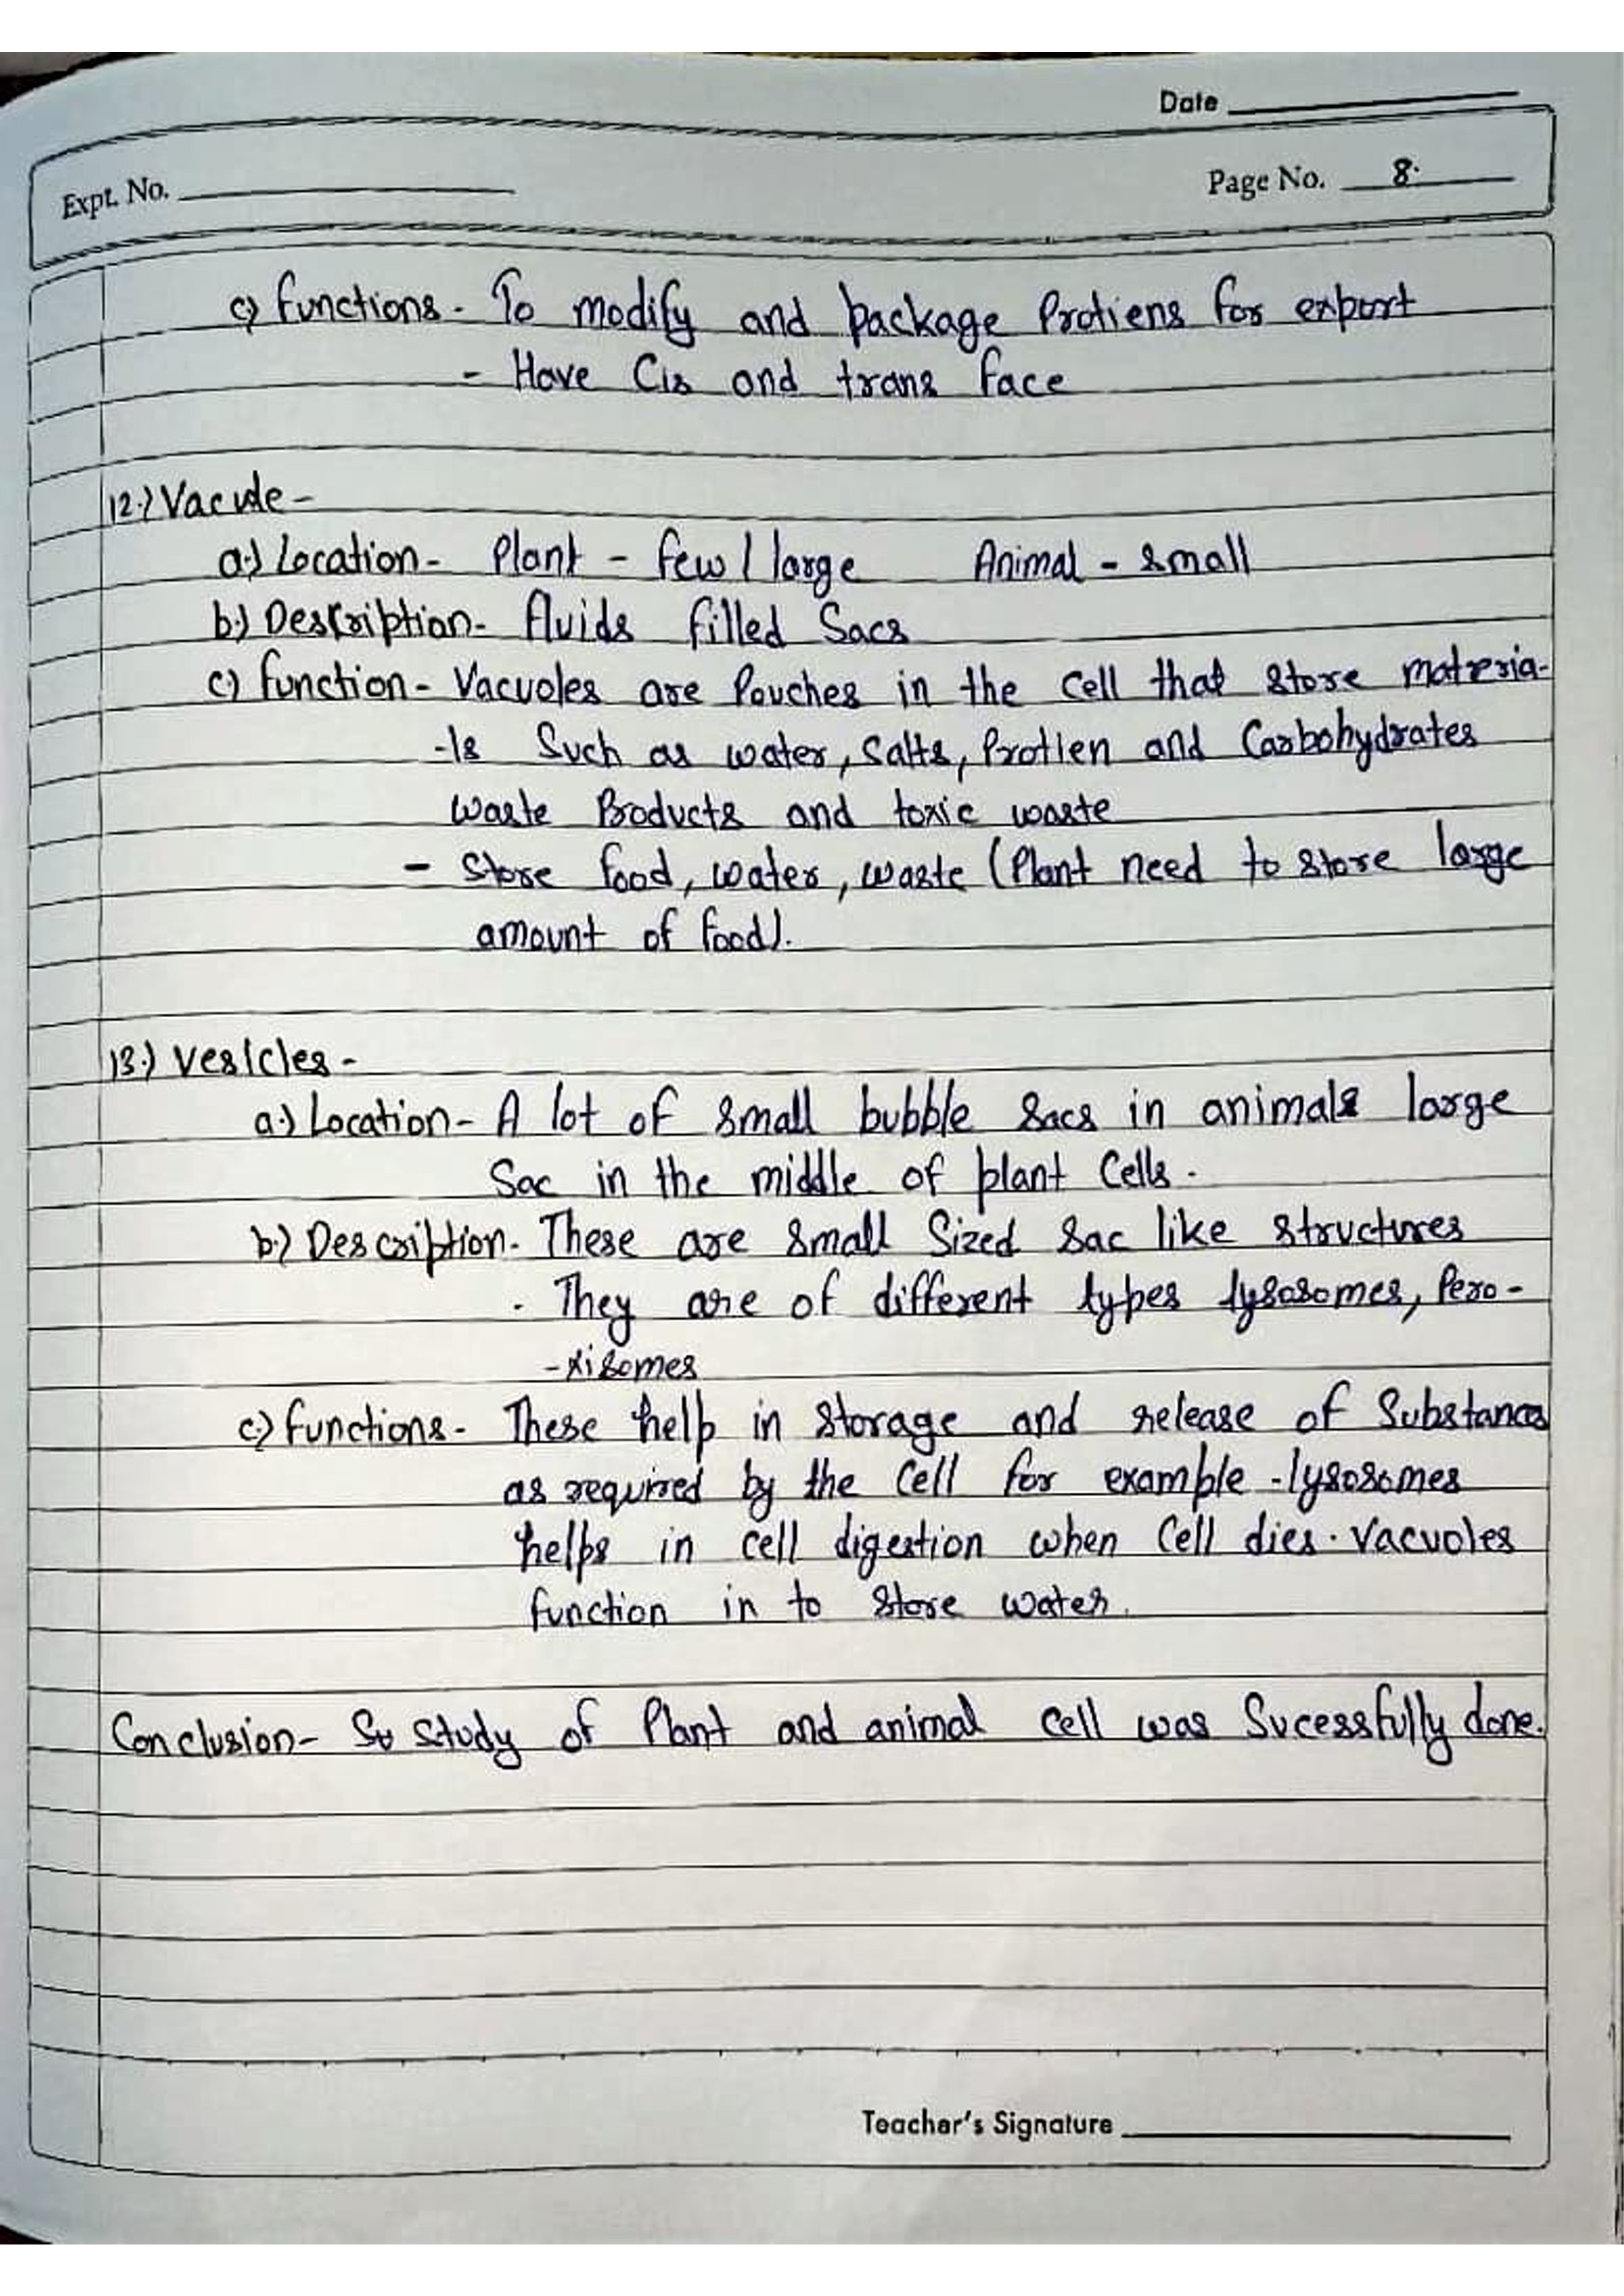 Date
Expt. No.
Page No. 8.
c) functions - To modify and package Protiens for export
- Have Cis and trans face
12.) Vacule -
a.) Location - Plant - few / large Animal - small
b.) Description - fluids filled Sacs
c) function - Vacuoles are Pouches in the cell that store materia-
-ls Such as water, Salts, Protien and Carbohydrates
waste Products and toxic waste
- Store food, water, waste (Plant need to store large
amount of food).
13.) Vesicles -
a.) Location - A lot of small bubble sacs in animals large
Sac in the middle of plant Cells.
b.) Description - These are small Sized sac like structures
. They are of different types lysosomes, Pero-
-xisomes
c.) functions - These help in storage and release of Substances
as required by the cell for example - lysosomes
helps in cell digestion when Cell dies. Vacuoles
function in to store water.
Conclusion - So Study of Plant and animal cell was Sucessfully done.
Teacher's Signature